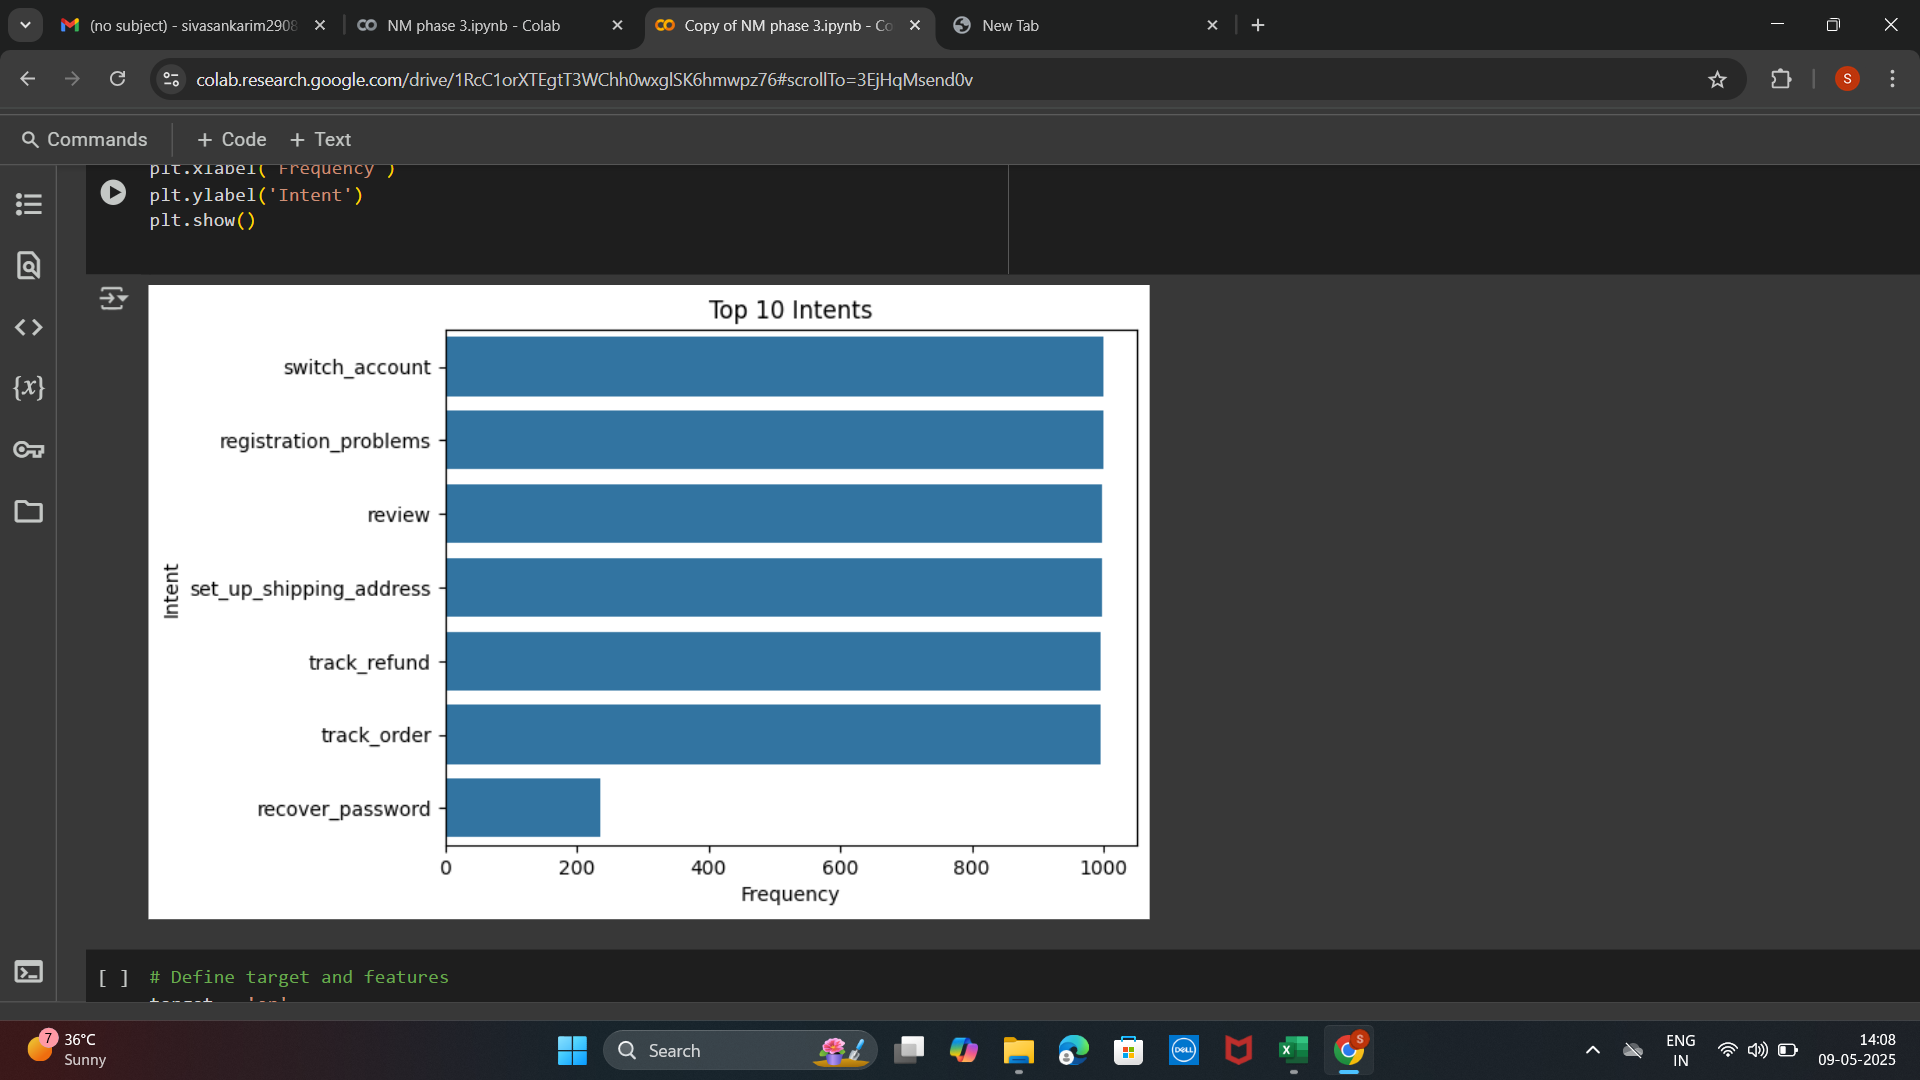 (no subject) - sivasankarim2908
NM phase 3.ipynb - Colab
Copy of NM phase 3.ipynb - Co
New Tab
colab.research.google.com/drive/1RcC1orXTEgtT3WChh0wxglSK6hmwpz76#scrollTo=3EjHqMsend0v
S
Commands
+ Code
+ Text
plt.xlabel('Frequency')
plt.ylabel('Intent')
plt.show()
{x}
Top 10 Intents
switch_account
registration_problems
review
set_up_shipping_address
track_refund
track_order
recover_password
Intent
0 200 400 600 800 1000
Frequency
[ ] # Define target and features
7
36°C
Sunny
Search
DELL
X
S
ENG
IN
14:08
09-05-2025